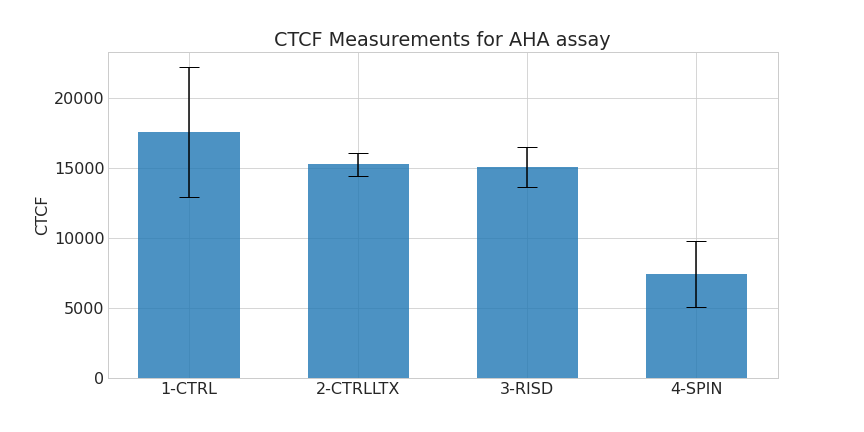 CTCF Measurements for AHA assay
CTCF
20000
15000
10000
5000
0
1-CTRL
2-CTRLLTX
3-RISD
4-SPIN